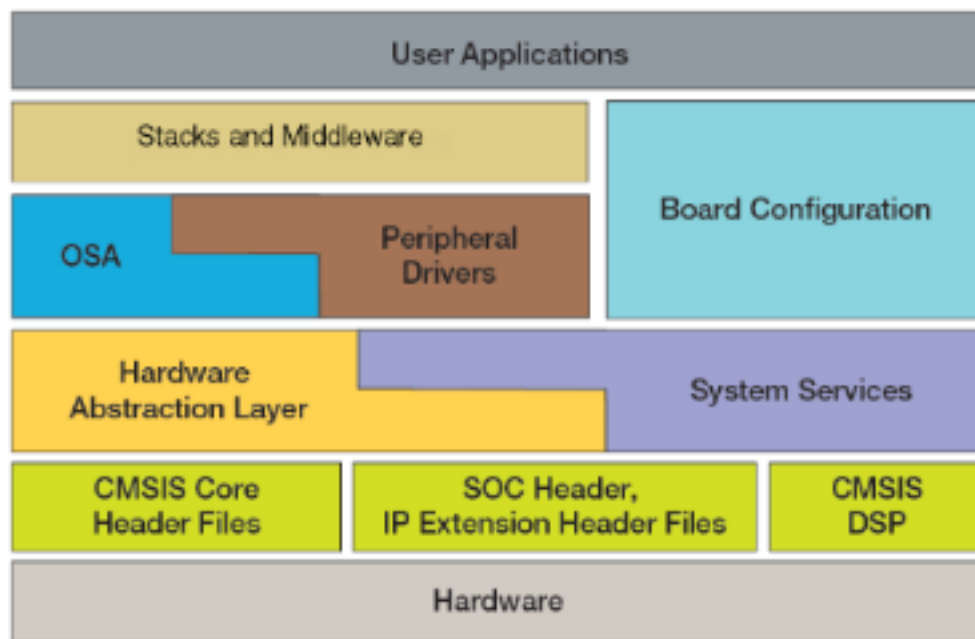 User Applications
Stacks and Middleware
Board Configuration
OSA
Peripheral
Drivers
Hardware
Abstraction Layer
System Services
CMSIS Core
Header Files
SOC Header,
IP Extension Header Files
CMSIS
DSP
Hardware